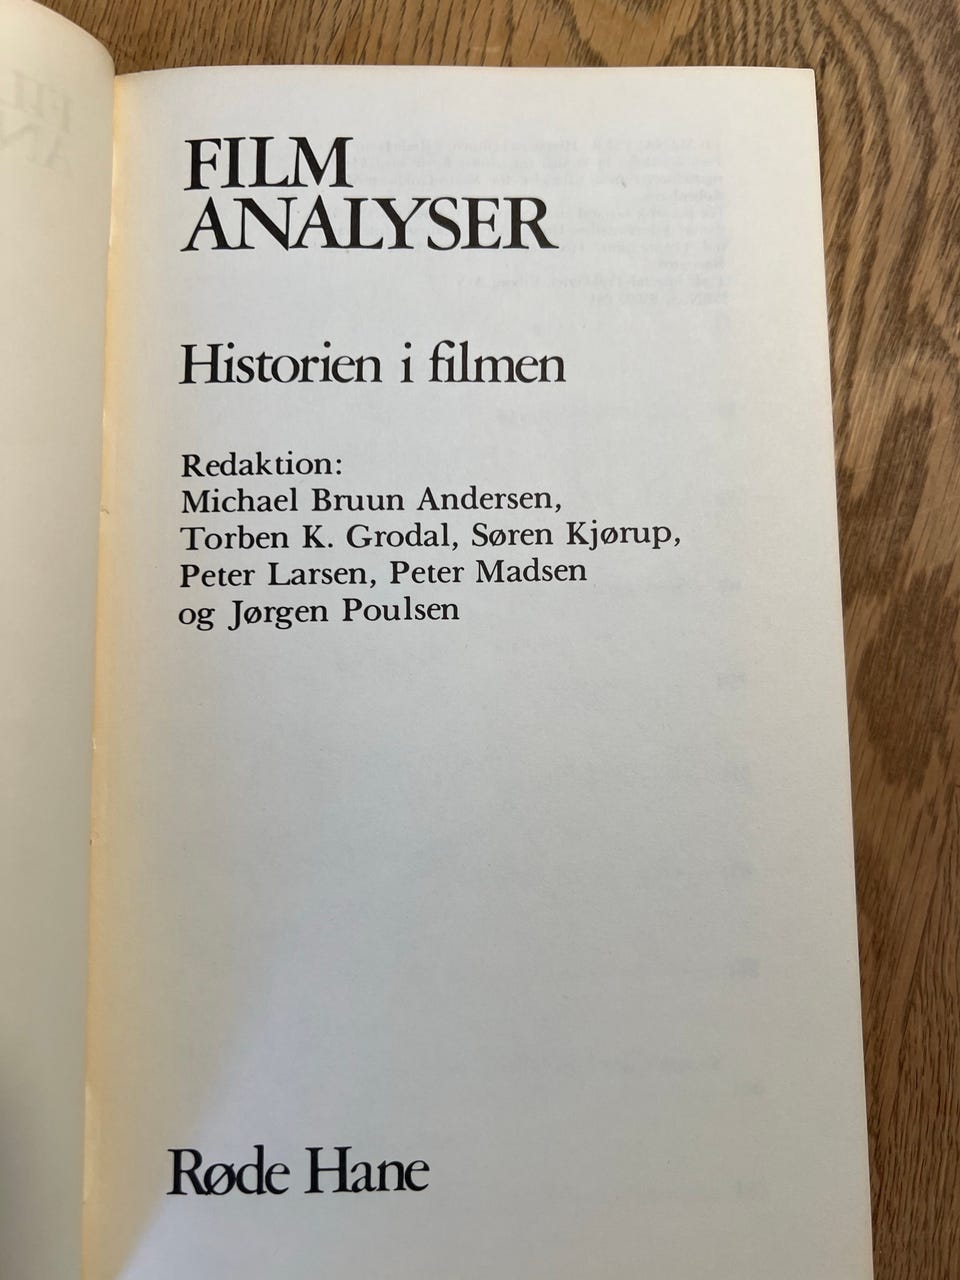 FILM
ANALYSER
Historien i filmen
Redaktion:
Michael Bruun Andersen,
Torben K. Grodal, Søren Kjørup,
Peter Larsen, Peter Madsen
og Jørgen Poulsen
Røde Hane